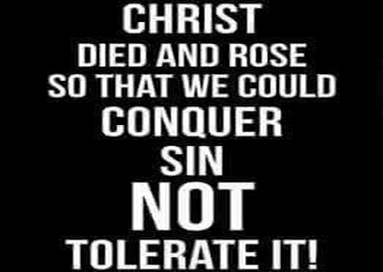 CHRIST
DIED AND ROSE
SO THAT WE COULD
CONQUER
SIN
NOT
TOLERATE IT!